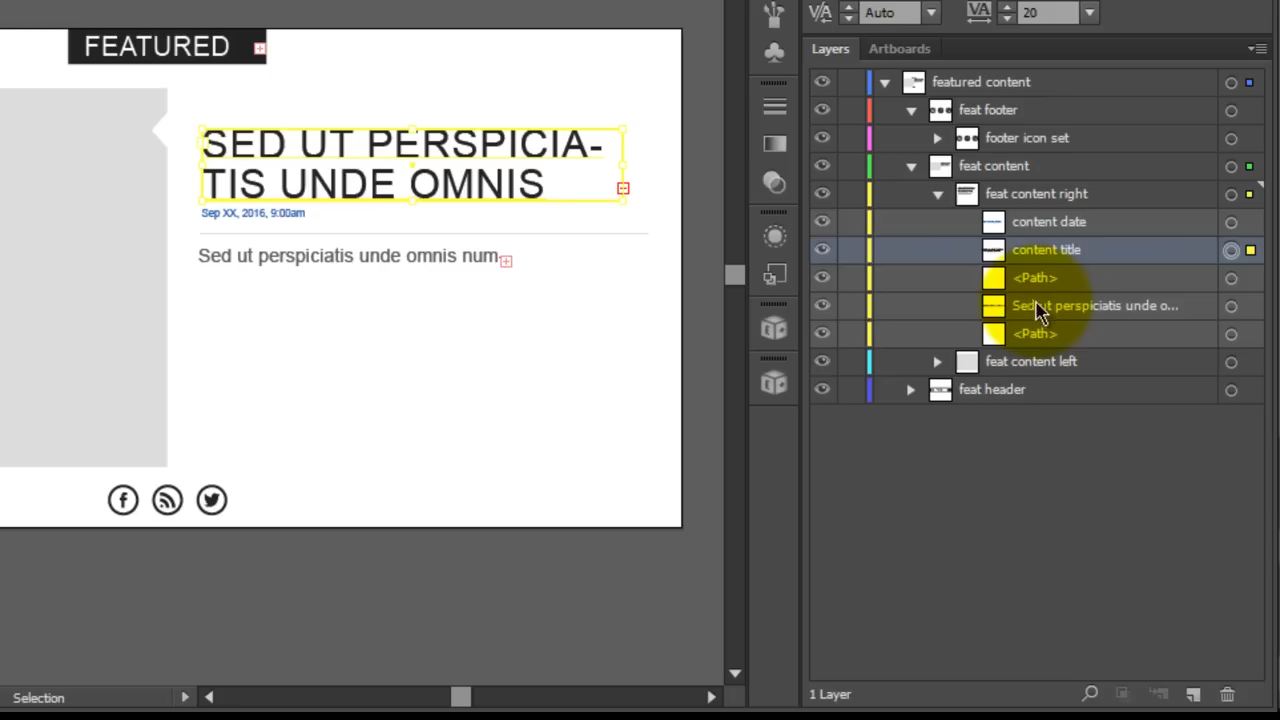 Auto
20
Layers
Artboards
FEATURED
SED UT PERSPICIA-
TIS UNDE OMNIS
Sep XX, 2016, 9:00am
Sed ut perspiciatis unde omnis num
featured content
feat footer
footer icon set
feat content
feat content right
content date
content title
<Path>
Sed ut perspiciatis unde o...
<Path>
feat content left
feat header
Selection
1 Layer